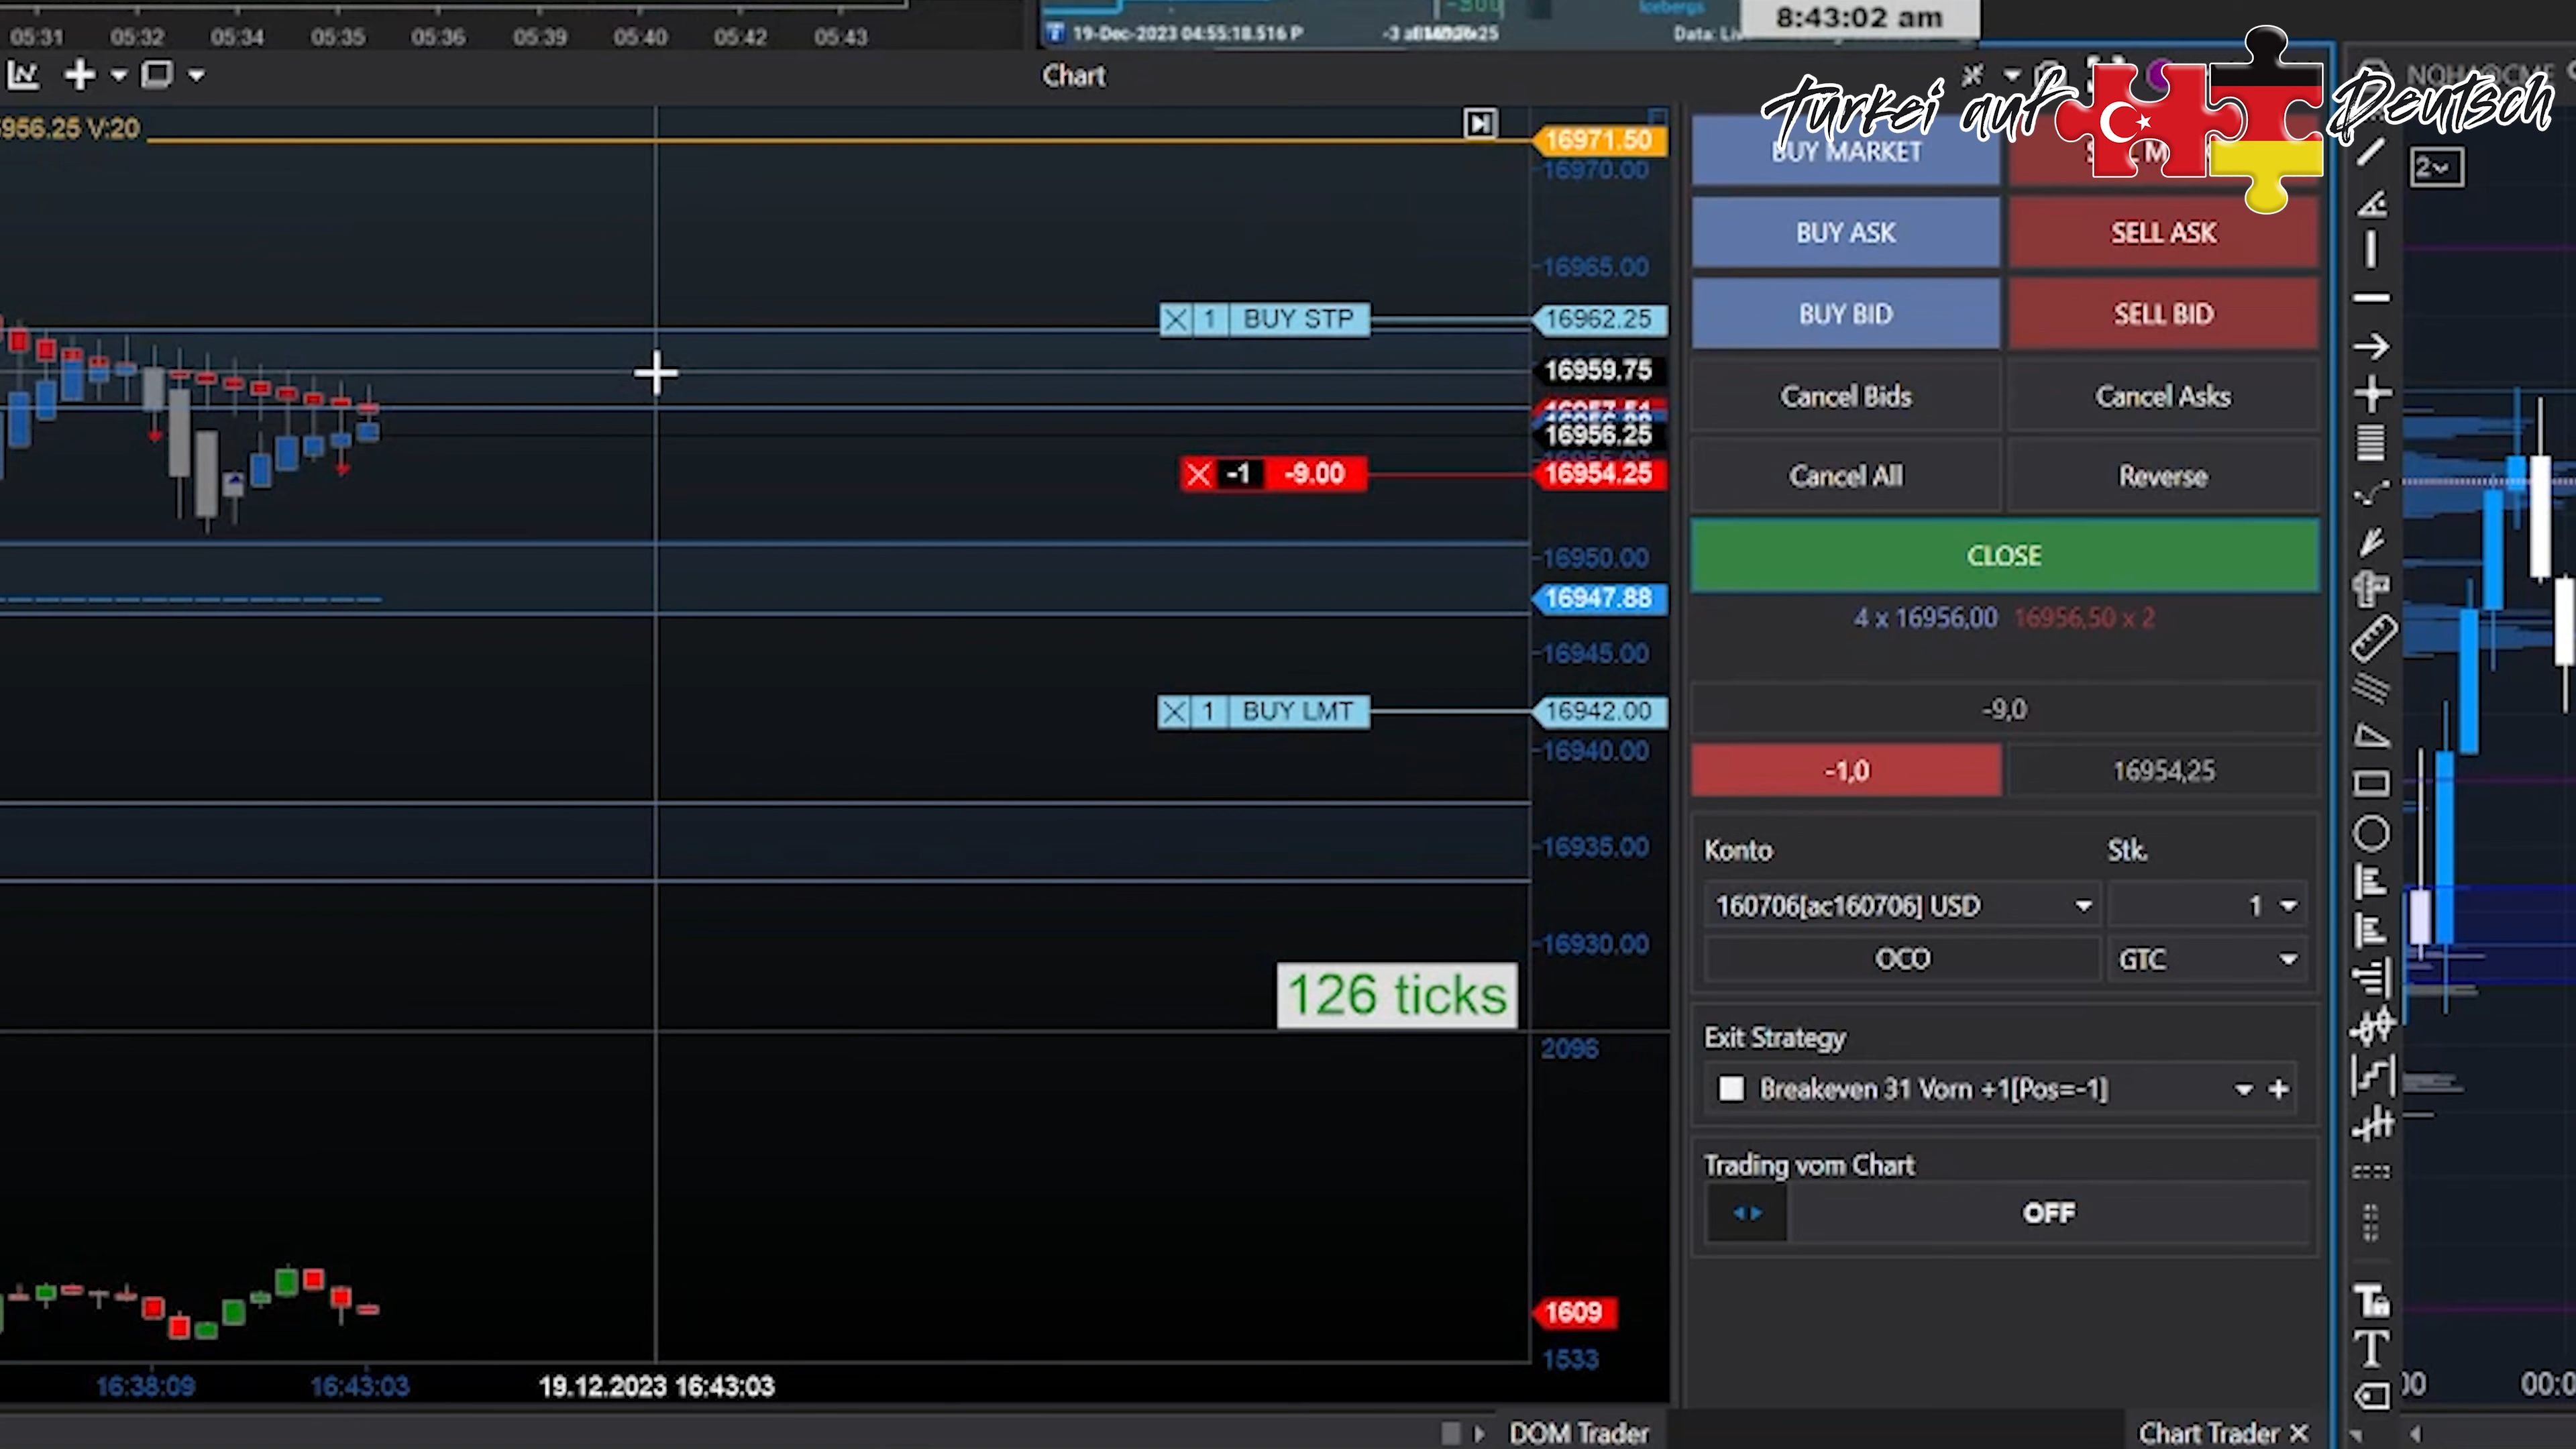 05:31 05:32 05:34 05:35 05:36 05:39 05:40 05:42 05:43
Icebergs
19-Dec-2023 04:55:18.516 P
8:43:02 am
Chart
Türkei auf Deutsch
956.25 V:20
16971.50
16970.00
16965.00
1 BUY STP
16962.25
16959.75
16956.25
-1 -9.00
16954.25
16950.00
16947.88
16945.00
1 BUY LMT
16942.00
16940.00
16935.00
16930.00
126 ticks
2096
1609
1533
16:38:09 16:43:03 19.12.2023 16:43:03
DOM Trader
BUY MARKET
BUY ASK SELL ASK
BUY BID SELL BID
Cancel Bids Cancel Asks
Cancel All Reverse
CLOSE
4 x 16956,00 16956,50 x 2
-9,0
-1,0 16954,25
Konto Stk.
160706[ac160706] USD 1
OCO GTC
Exit Strategy
Breakeven 31 Vorn +1[Pos=-1]
Trading vom Chart
OFF
Chart Trader
2